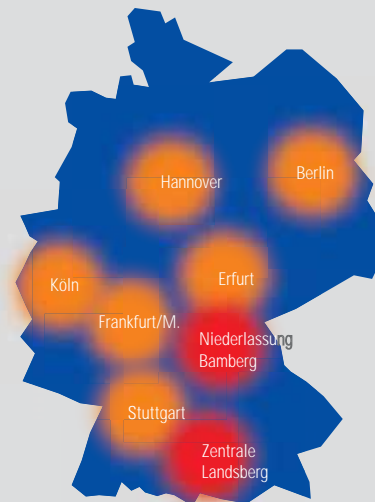 Berlin
Hannover
Erfurt
Köln
Frankfurt/M.
Niederlassung
Bamberg
Stuttgart
Zentrale
Landsberg